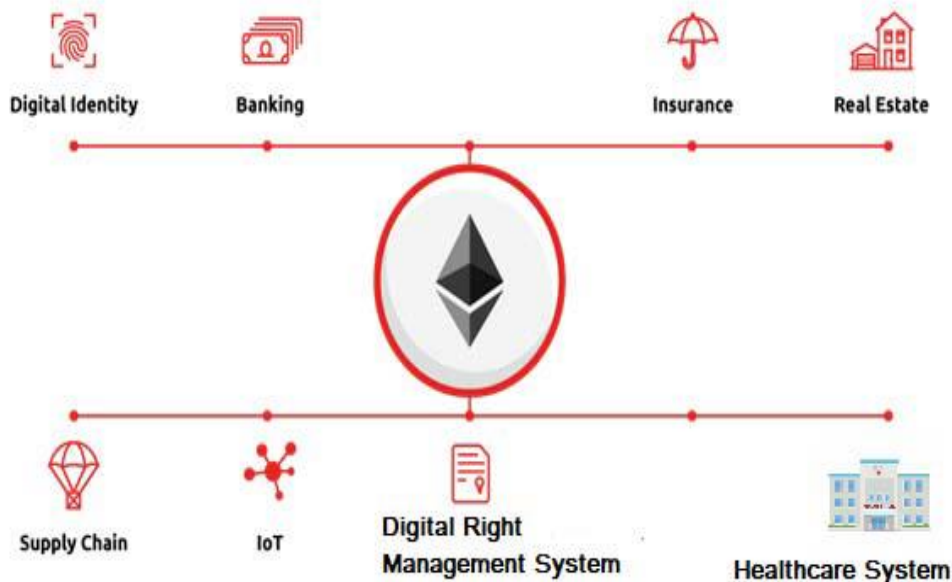 Digital Identity
Banking
Insurance
Real Estate
Supply Chain
IoT
Digital Right
Management System
Healthcare System